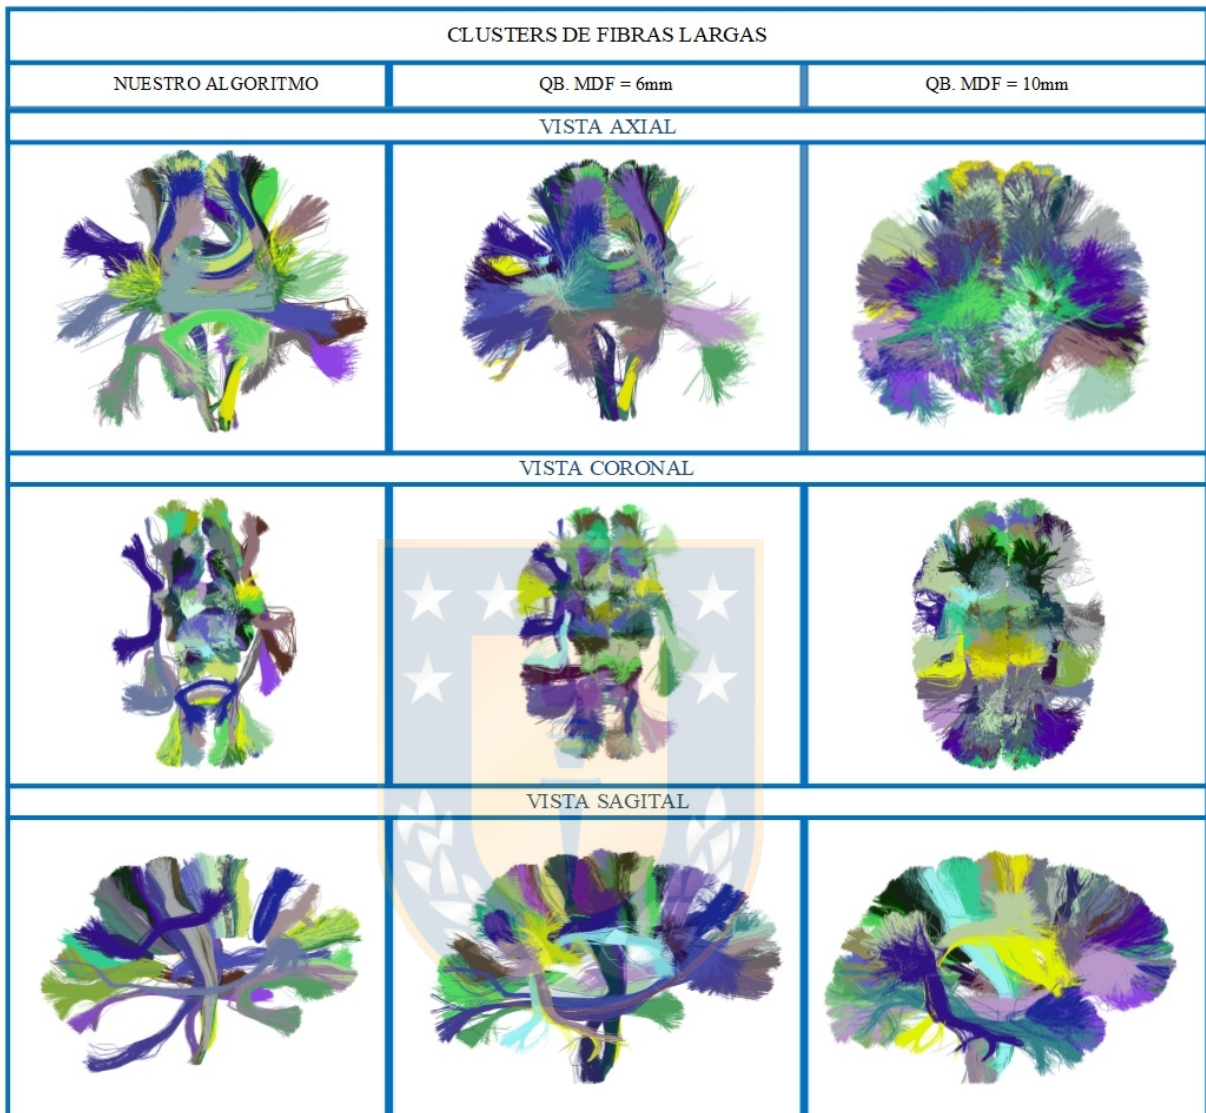 CLUSTERS DE FIBRAS LARGAS
NUESTRO ALGORITMO
QB. MDF = 6mm
QB. MDF = 10mm
VISTA AXIAL
VISTA CORONAL
VISTA SAGITAL